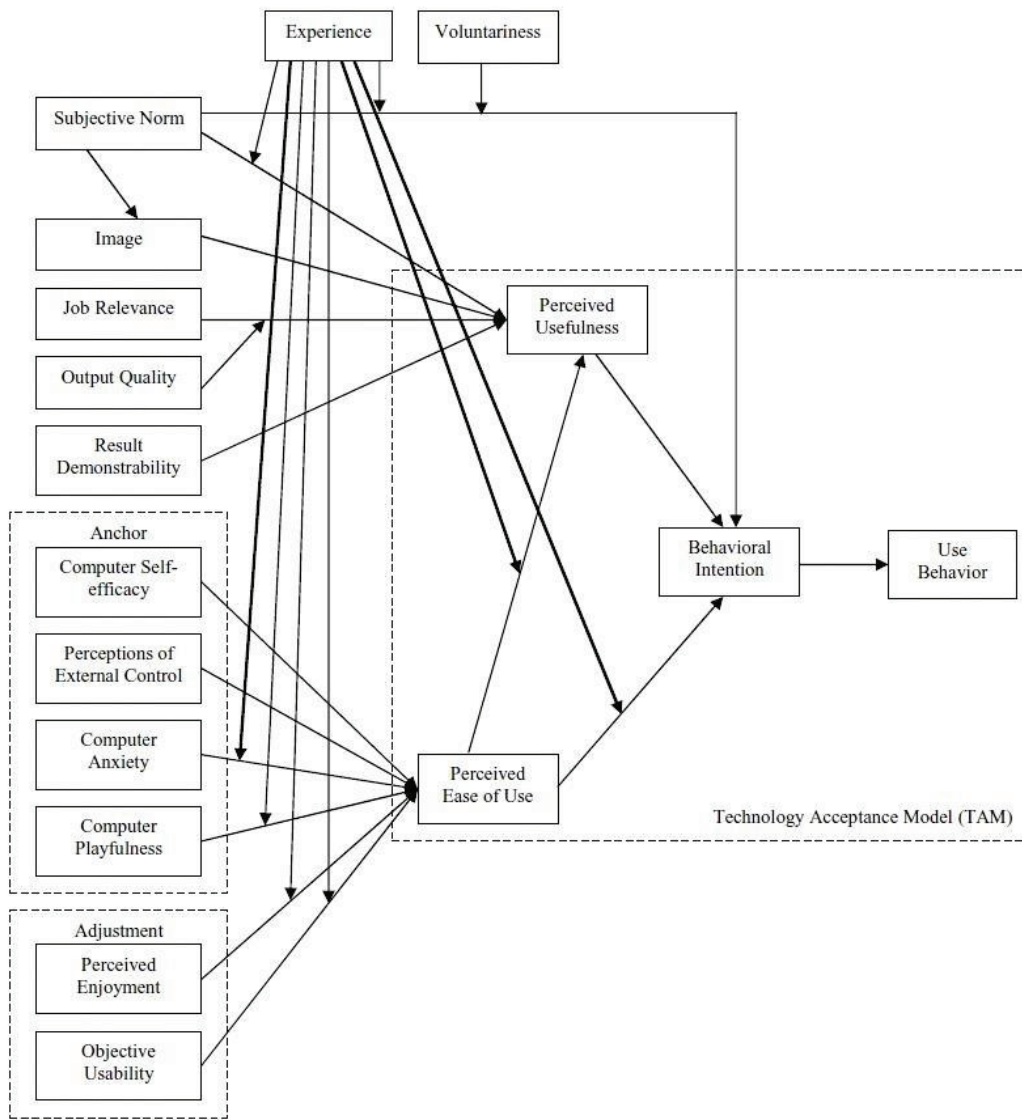 Experience
Voluntariness
Subjective Norm
Image
Job Relevance
Perceived
Usefulness
Output Quality
Result
Demonstrability
Anchor
Computer Self-
efficacy
Behavioral
Intention
Use
Behavior
Perceptions of
External Control
Computer
Anxiety
Perceived
Ease of Use
Computer
Playfulness
Technology Acceptance Model (TAM)
Adjustment
Perceived
Enjoyment
Objective
Usability